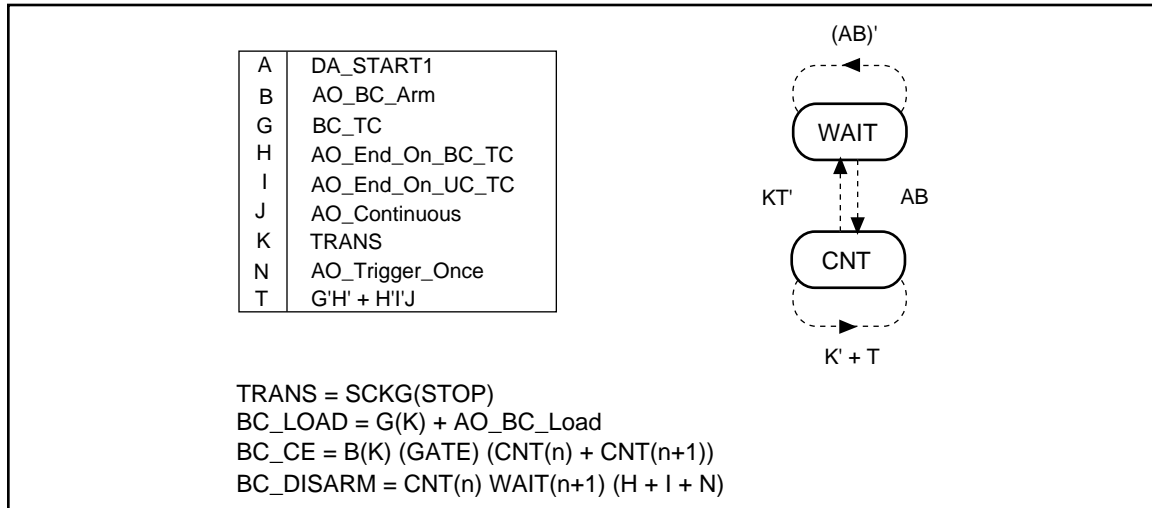 A DA_START1
B AO_BC_Arm
G BC_TC
H AO_End_On_BC_TC
I AO_End_On_UC_TC
J AO_Continuous
K TRANS
N AO_Trigger_Once
T G'H' + H'I'J
(AB)'
WAIT
KT' AB
CNT
K' + T
TRANS = SCKG(STOP)
BC_LOAD = G(K) + AO_BC_Load
BC_CE = B(K) (GATE) (CNT(n) + CNT(n+1))
BC_DISARM = CNT(n) WAIT(n+1) (H + I + N)